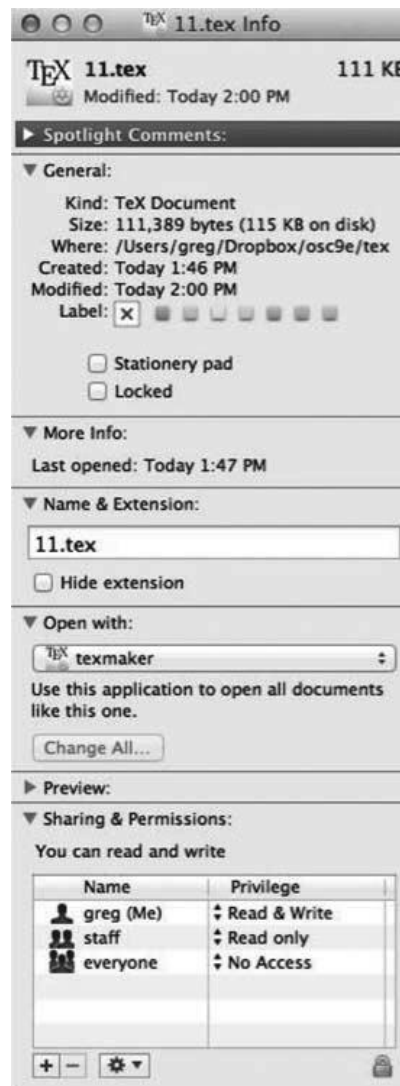 TEX 11.tex Info
TEX 11.tex 111 KB
Modified: Today 2:00 PM
Spotlight Comments:
General:
Kind: TeX Document
Size: 111,389 bytes (115 KB on disk)
Where: /Users/greg/Dropbox/osc9e/tex
Created: Today 1:46 PM
Modified: Today 2:00 PM
Label: x
Stationery pad
Locked
More Info:
Last opened: Today 1:47 PM
Name & Extension:
11.tex
Hide extension
Open with:
TEX texmaker
Use this application to open all documents
like this one.
Change All...
Preview:
Sharing & Permissions:
You can read and write
Name Privilege
greg (Me) Read & Write
staff Read only
everyone No Access